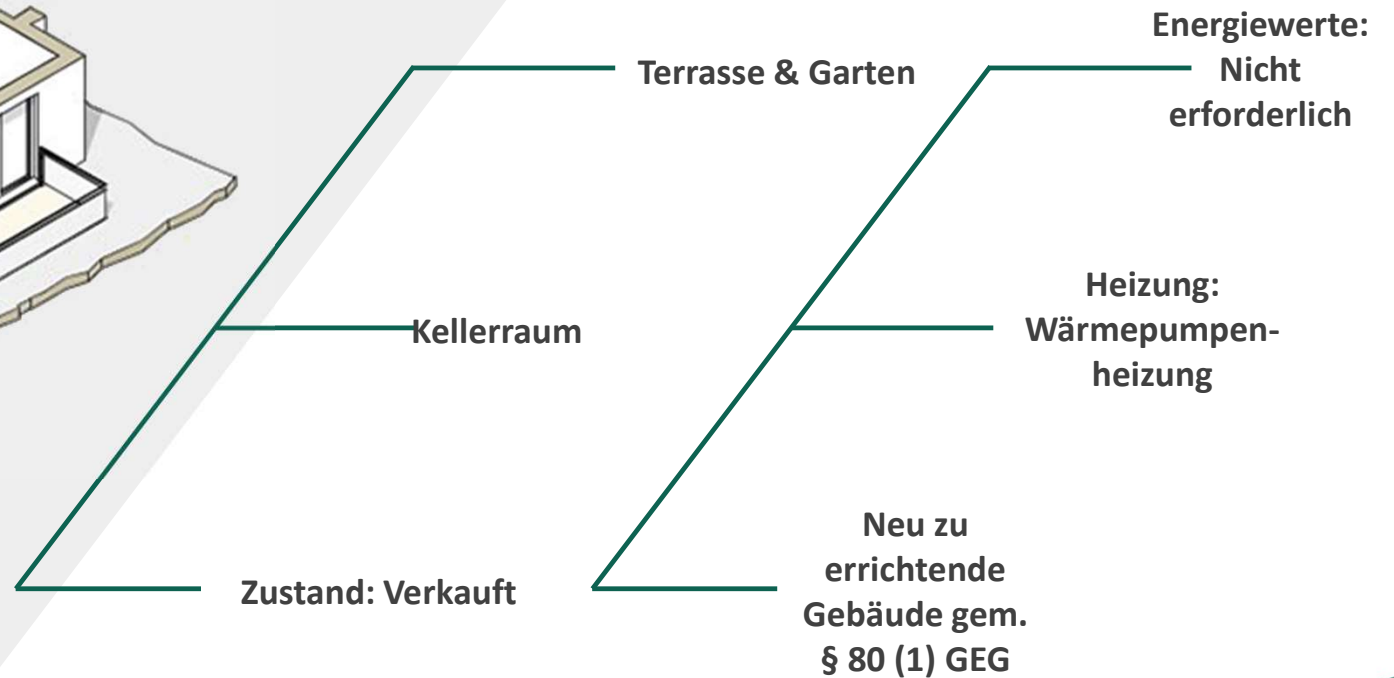 Terrasse & Garten
Kellerraum
Zustand: Verkauft
Energiewerte:
Nicht
erforderlich
Heizung:
Wärmepumpen-
heizung
Neu zu
errichtende
Gebäude gem.
§ 80 (1) GEG